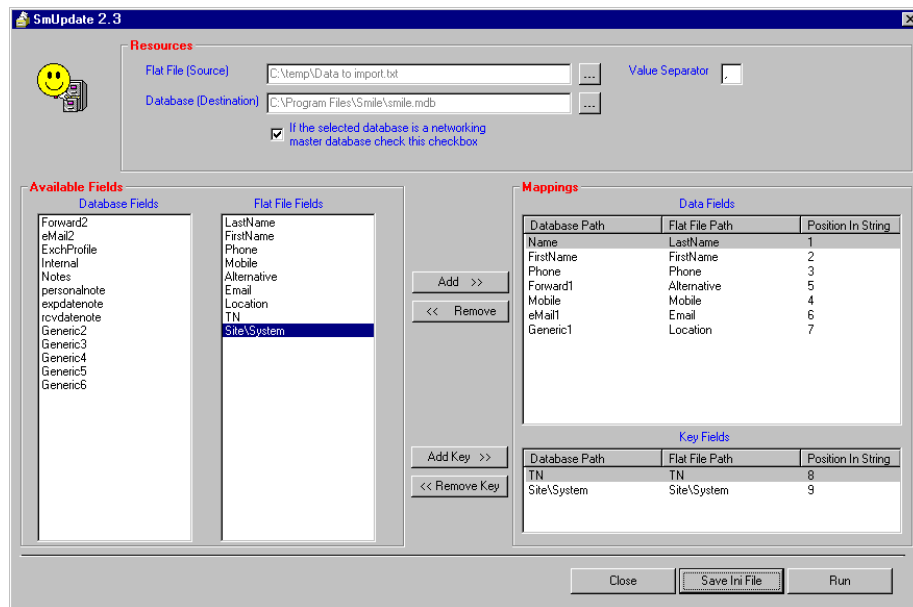 SmUpdate 2.3
Resources
Flat File (Source)
C:\temp\Data to import.txt
...
Value Separator
,
Database (Destination)
C:\Program Files\Smile\smile.mdb
...
If the selected database is a networking
master database check this checkbox
Available Fields
Database Fields
Forward2
eMail2
ExchProfile
Internal
Notes
personalnote
expdatenote
rcvdatenote
Generic2
Generic3
Generic4
Generic5
Generic6
Flat File Fields
LastName
FirstName
Phone
Mobile
Alternative
Email
Location
TN
Site\System
Add >>
<< Remove
Add Key >>
<< Remove Key
Mappings
Data Fields
Database Path Flat File Path Position In String
Name LastName 1
FirstName FirstName 2
Phone Phone 3
Forward1 Alternative 5
Mobile Mobile 4
eMail1 Email 6
Generic1 Location 7
Key Fields
Database Path Flat File Path Position In String
TN TN 8
Site\System Site\System 9
Close
Save Ini File
Run